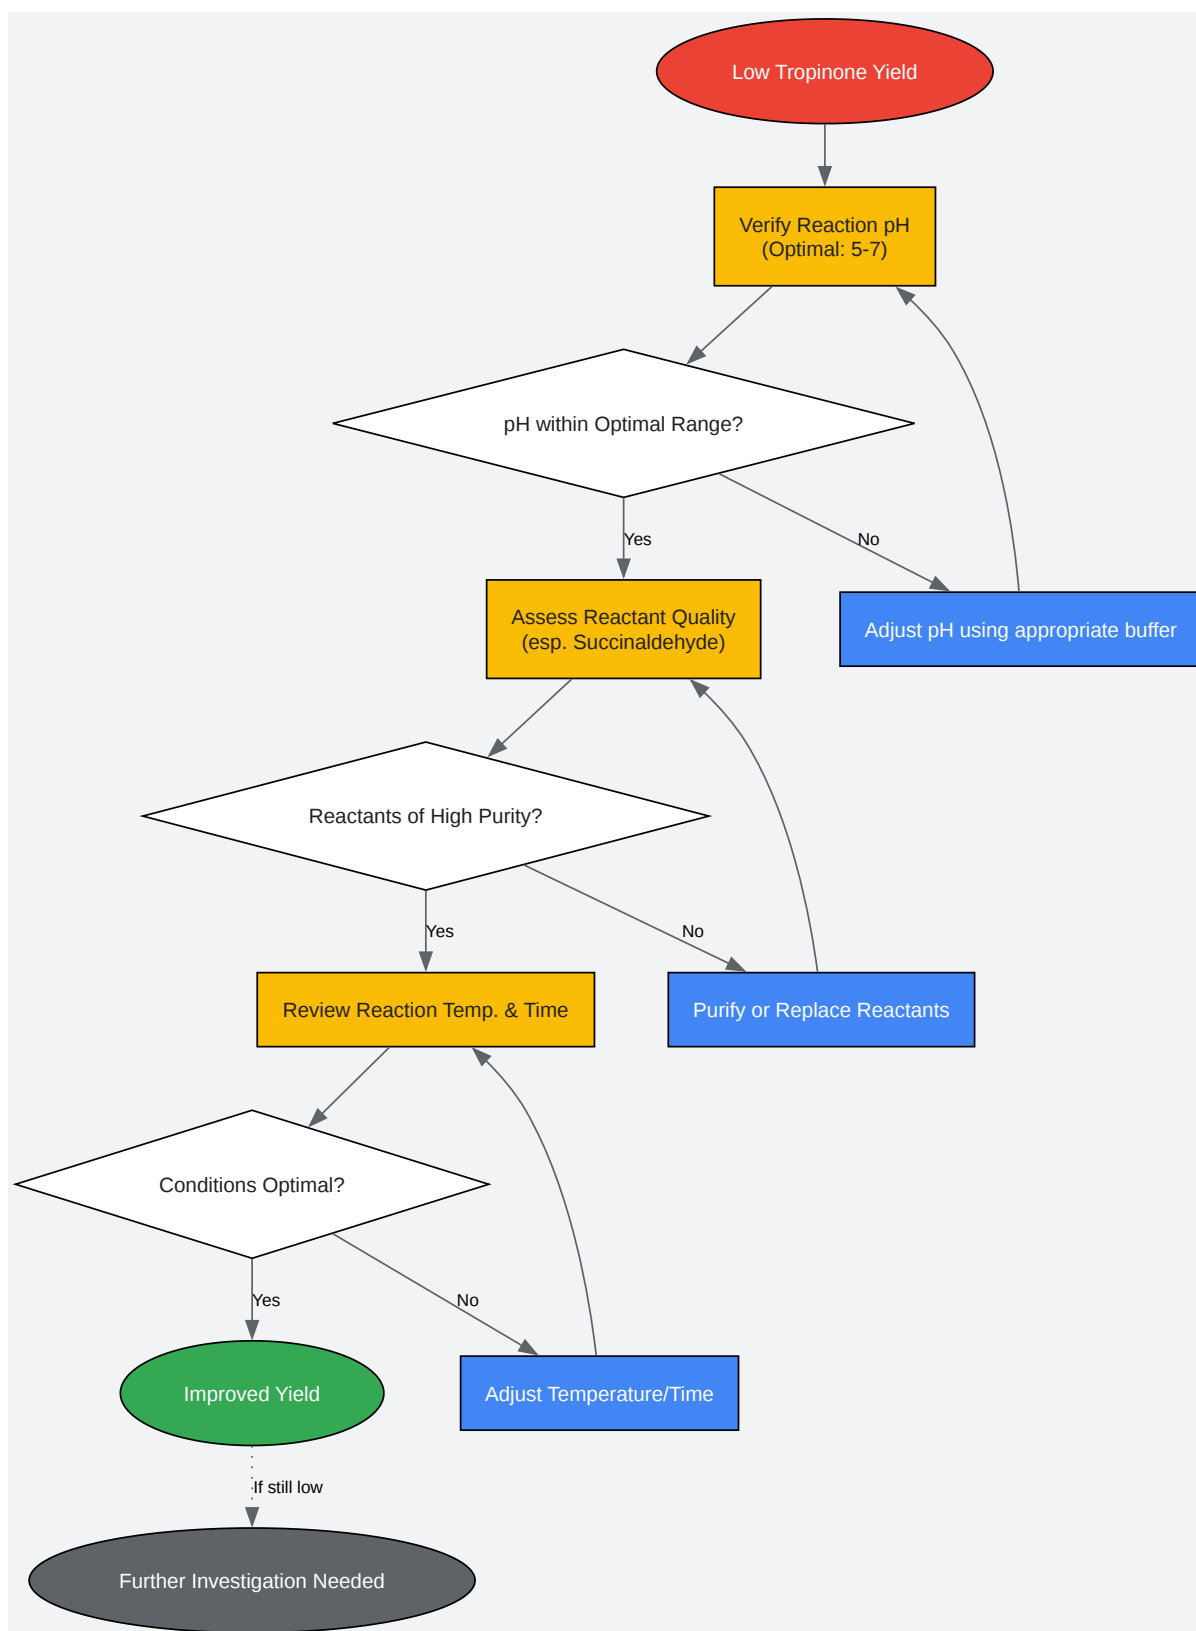 Low Tropinone Yield
Verify Reaction pH
(Optimal: 5-7)
pH within Optimal Range?
Yes
No
Assess Reactant Quality
(esp. Succinaldehyde)
Adjust pH using appropriate buffer
Reactants of High Purity?
Yes
No
Review Reaction Temp. & Time
Purify or Replace Reactants
Conditions Optimal?
Yes
No
Improved Yield
Adjust Temperature/Time
If still low
Further Investigation Needed